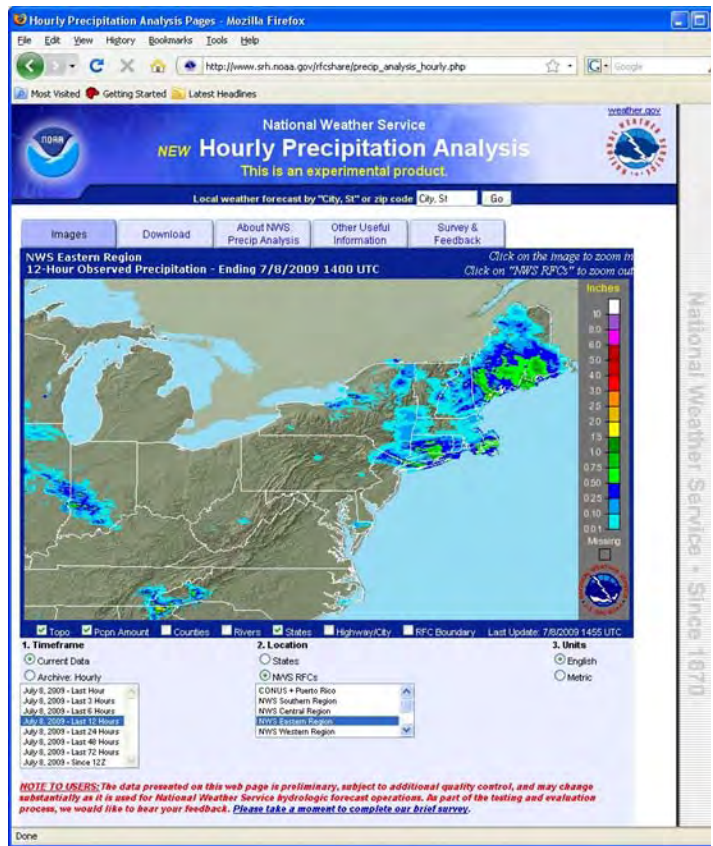 Hourly Precipitation Analysis Pages - Mozilla Firefox
File Edit View History Bookmarks Tools Help
http://www.srh.noaa.gov/rfcshare/precip_analysis_hourly.php
Google
Most Visited Getting Started Latest Headlines
weather.gov
noaa
National Weather Service
NEW Hourly Precipitation Analysis
This is an experimental product.
Local weather forecast by "City, St" or zip code City, St Go
Images Download About NWS Precip Analysis Other Useful Information Survey & Feedback
NWS Eastern Region Click on the image to zoom in
12-Hour Observed Precipitation - Ending 7/8/2009 1400 UTC Click on "NWS RFCs" to zoom out
Inches
10
8.0
6.0
5.0
4.0
3.0
2.5
2.0
1.5
1.0
0.75
0.50
0.25
0.10
0.01
Missing
Topo Pcpn Amount Counties Rivers States Highway/City RFC Boundary Last Update: 7/8/2009 1455 UTC
1. Timeframe 2. Location 3. Units
Current Data States English
Archive: Hourly NWS RFCs Metric
July 8, 2009 - Last Hour
July 8, 2009 - Last 3 Hours
July 8, 2009 - Last 6 Hours
July 8, 2009 - Last 12 Hours
July 8, 2009 - Last 24 Hours
July 8, 2009 - Last 48 Hours
July 8, 2009 - Last 72 Hours
July 8, 2009 - Since 12Z
CONUS + Puerto Rico
NWS Southern Region
NWS Central Region
NWS Eastern Region
NWS Western Region
NOTE TO USERS: The data presented on this web page is preliminary, subject to additional quality control, and may change
substantially as it is used for National Weather Service hydrologic forecast operations. As part of the testing and evaluation
process, we would like to hear your feedback. Please take a moment to complete our brief survey.
National Weather Service • Since 1870
Done